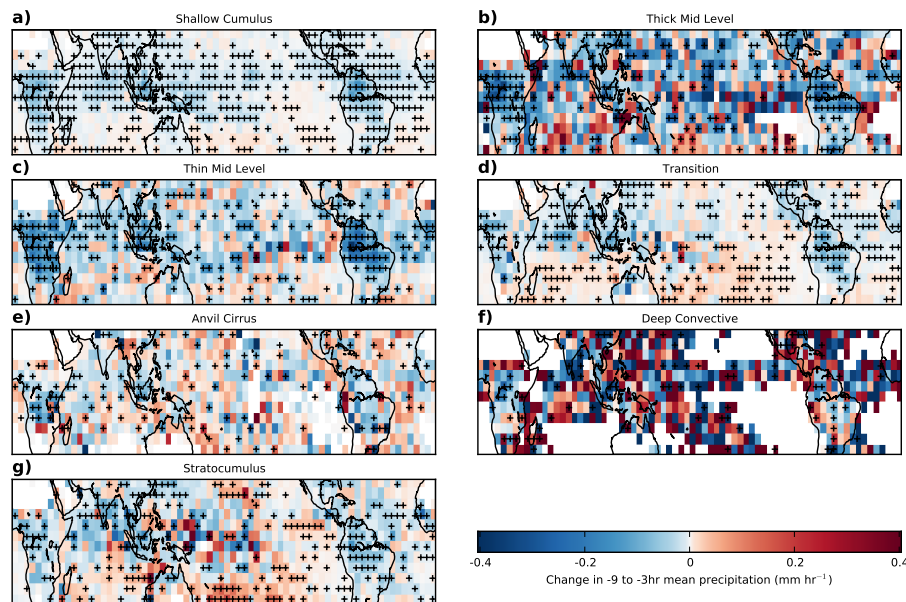 a)
Shallow Cumulus
b)
Thick Mid Level
c)
Thin Mid Level
d)
Transition
e)
Anvil Cirrus
f)
Deep Convective
g)
Stratocumulus
-0.4 -0.2 0 0.2 0.4
Change in -9 to -3hr mean precipitation (mm hr⁻¹)